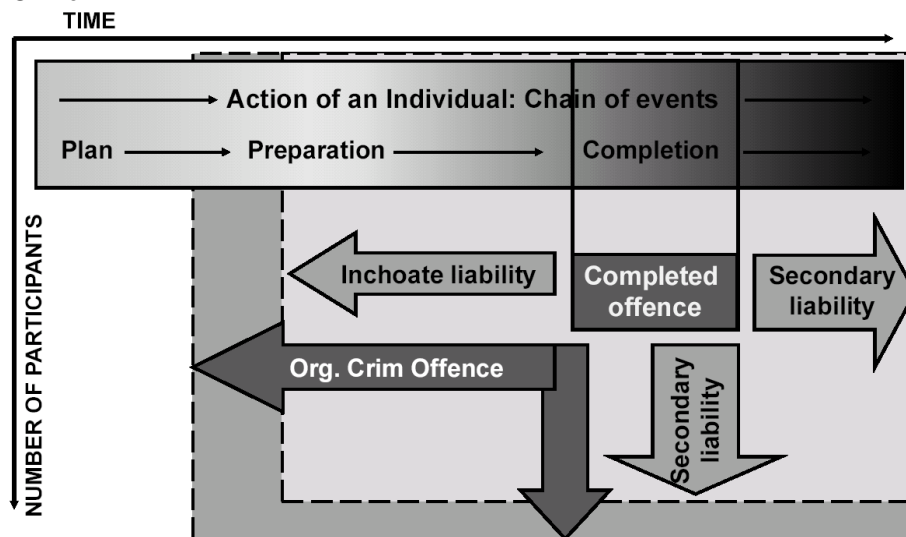 TIME
Action of an Individual: Chain of events
Plan Preparation Completion
NUMBER OF PARTICIPANTS
Inchoate liability
Completed
offence
Secondary
liability
Org. Crim Offence
Secondary
liability